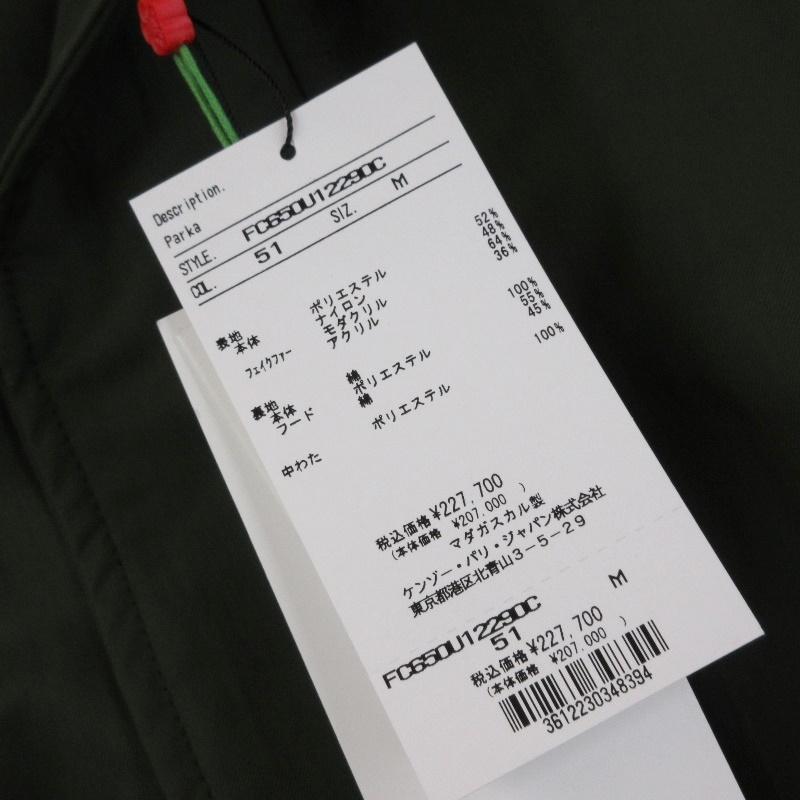 Description.
Parka
STYLE. FC65OU1229OC
COL. 51 SIZ. M
表地
本体 ポリエステル 52%
ナイロン 48%
フェイクファー モダクリル 64%
アクリル 36%
裏地
本体 綿 100%
フード ポリエステル 55%
綿 45%
中わた ポリエステル 100%
税込価格 ¥227,700
(本体価格 ¥207,000 )
マダガスカル製
ケンゾー・パリ・ジャパン株式会社
東京都港区北青山3-5-29
FC65OU1229OC M
51
税込価格 ¥227,700
(本体価格 ¥207,000 )
3612230348394